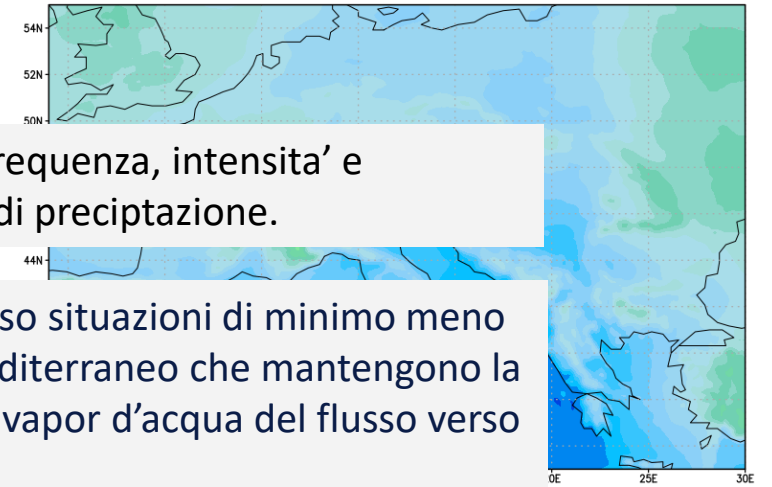 54N
52N
50N
requenza, intensita’ e
di preciptazione.
44N
so situazioni di minimo meno
diterraneo che mantengono la
vapor d’acqua del flusso verso
0E 25E 30E